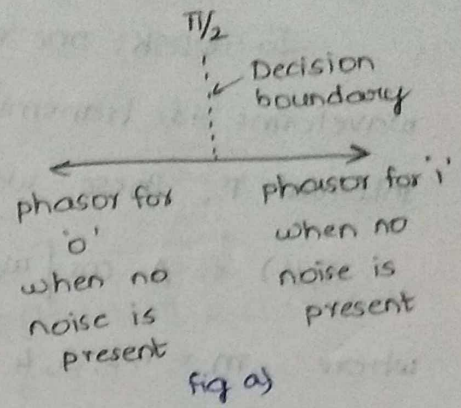 π/2
Decision
boundary
phasor for
'0'
when no
noise is
present
phasor for '1'
when no
noise is
present
fig a)